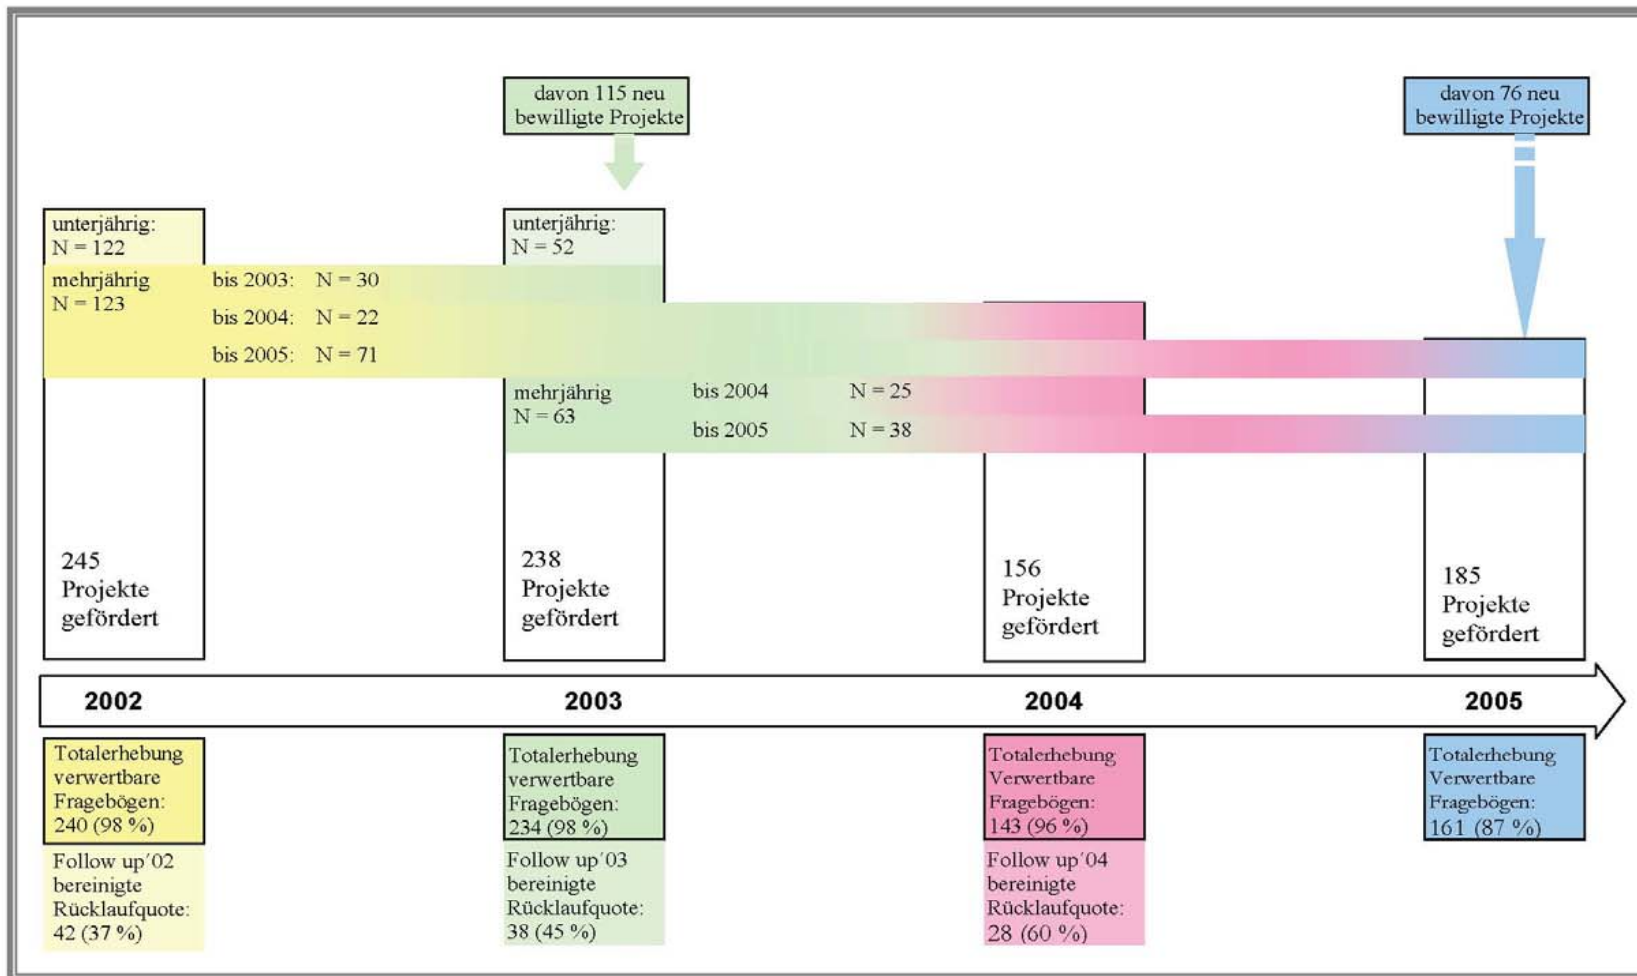 davon 115 neu
bewilligte Projekte
davon 76 neu
bewilligte Projekte
unterjährig:
N = 122
unterjährig:
N = 52
mehrjährig
N = 123
bis 2003: N = 30
bis 2004: N = 22
bis 2005: N = 71
mehrjährig
N = 63
bis 2004 N = 25
bis 2005 N = 38
245
Projekte
gefördert
238
Projekte
gefördert
156
Projekte
gefördert
185
Projekte
gefördert
2002
2003
2004
2005
Totalerhebung
verwertbare
Fragebögen:
240 (98 %)
Totalerhebung
verwertbare
Fragebögen:
234 (98 %)
Totalerhebung
Verwertbare
Fragebögen:
143 (96 %)
Totalerhebung
Verwertbare
Fragebögen:
161 (87 %)
Follow up´02
bereinigte
Rücklaufquote:
42 (37 %)
Follow up´03
bereinigte
Rücklaufquote:
38 (45 %)
Follow up´04
bereinigte
Rücklaufquote:
28 (60 %)